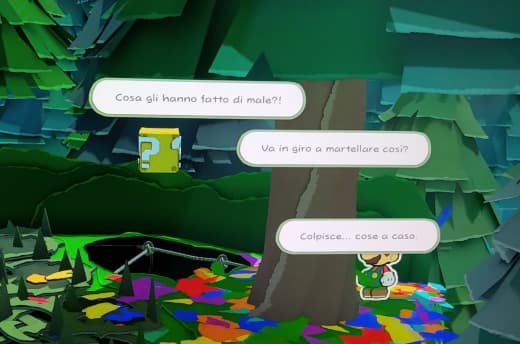 Cosa gli hanno fatto di male?!
Va in giro a martellare così?
Colpisce... cose a caso.